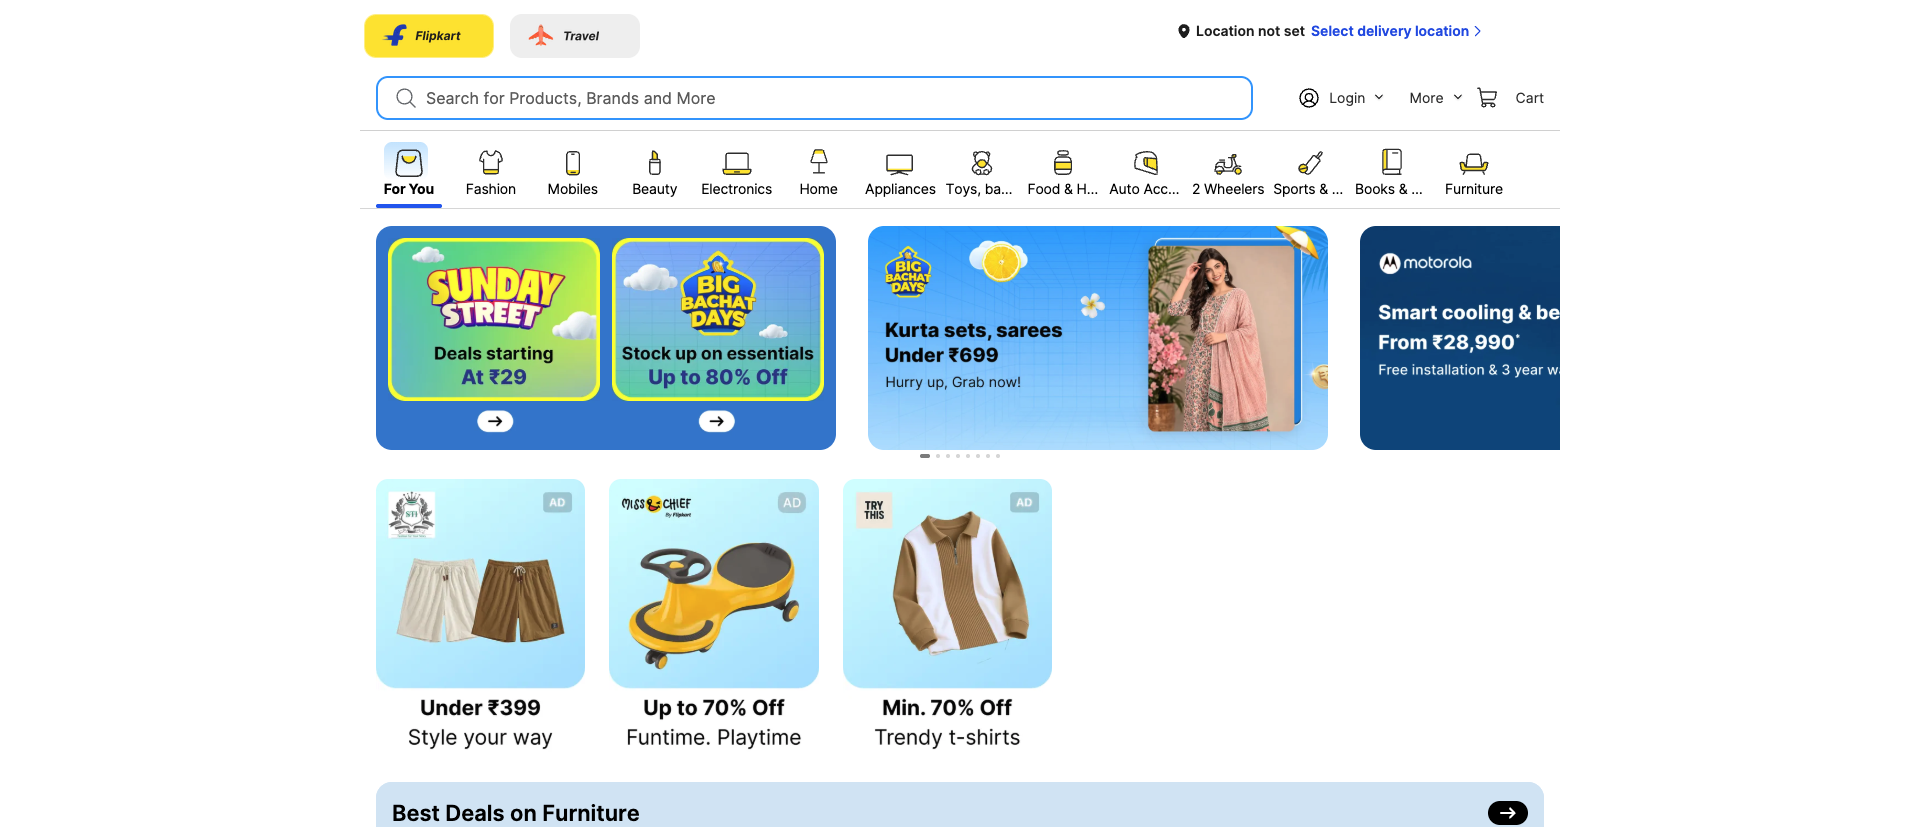 Flipkart
Travel
Location not set Select delivery location
Search for Products, Brands and More
Login
More
Cart
For You
Fashion
Mobiles
Beauty
Electronics
Home
Appliances
Toys, ba...
Food & H...
Auto Acc...
2 Wheelers
Sports & ...
Books & ...
Furniture
SUNDAY
STREET
Deals starting
At ₹29
BIG
BACHAT
DAYS
Stock up on essentials
Up to 80% Off
BIG
BACHAT
DAYS
Kurta sets, sarees
Under ₹699
Hurry up, Grab now!
motorola
Smart cooling & be
From ₹28,990*
Free installation & 3 year wa
AD
Under ₹399
Style your way
MISS CHIEF
By Flipkart
AD
Up to 70% Off
Funtime. Playtime
TRY
THIS
AD
Min. 70% Off
Trendy t-shirts
Best Deals on Furniture